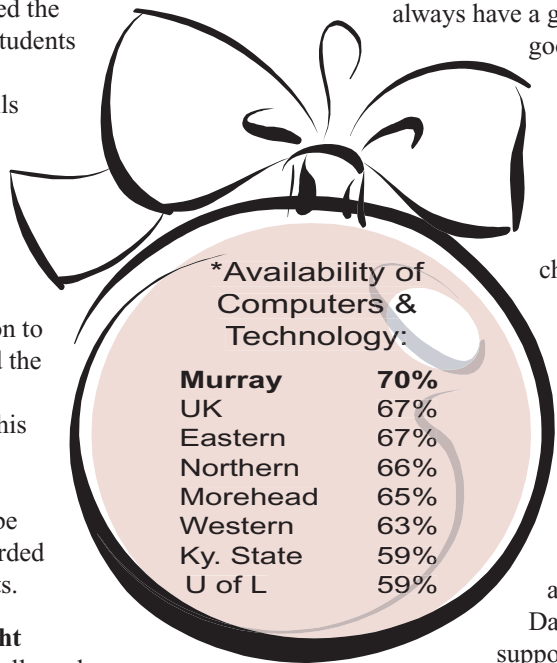 ed the
tudents
ls
on to
d the
his
be
rded
ts.
ht
always have a g
goo
ch
a
Da
suppo
*Availability of
Computers &
Technology:
Murray 70%
UK 67%
Eastern 67%
Northern 66%
Morehead 65%
Western 63%
Ky. State 59%
U of L 59%